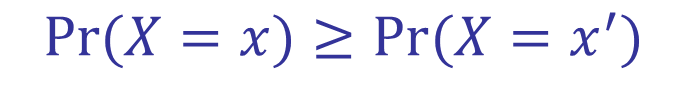 Pr(𝑋 = 𝑥) ≥ Pr(𝑋 = 𝑥′)